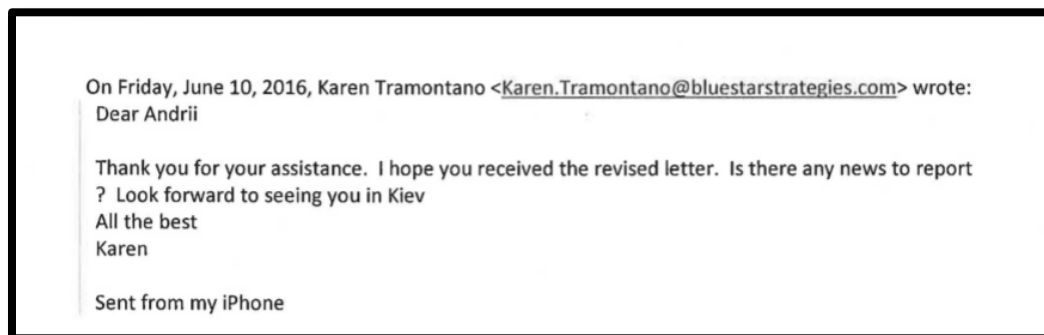 On Friday, June 10, 2016, Karen Tramontano <Karen.Tramontano@bluestarstrategies.com> wrote:
Dear Andrii
Thank you for your assistance. I hope you received the revised letter. Is there any news to report
? Look forward to seeing you in Kiev
All the best
Karen
Sent from my iPhone